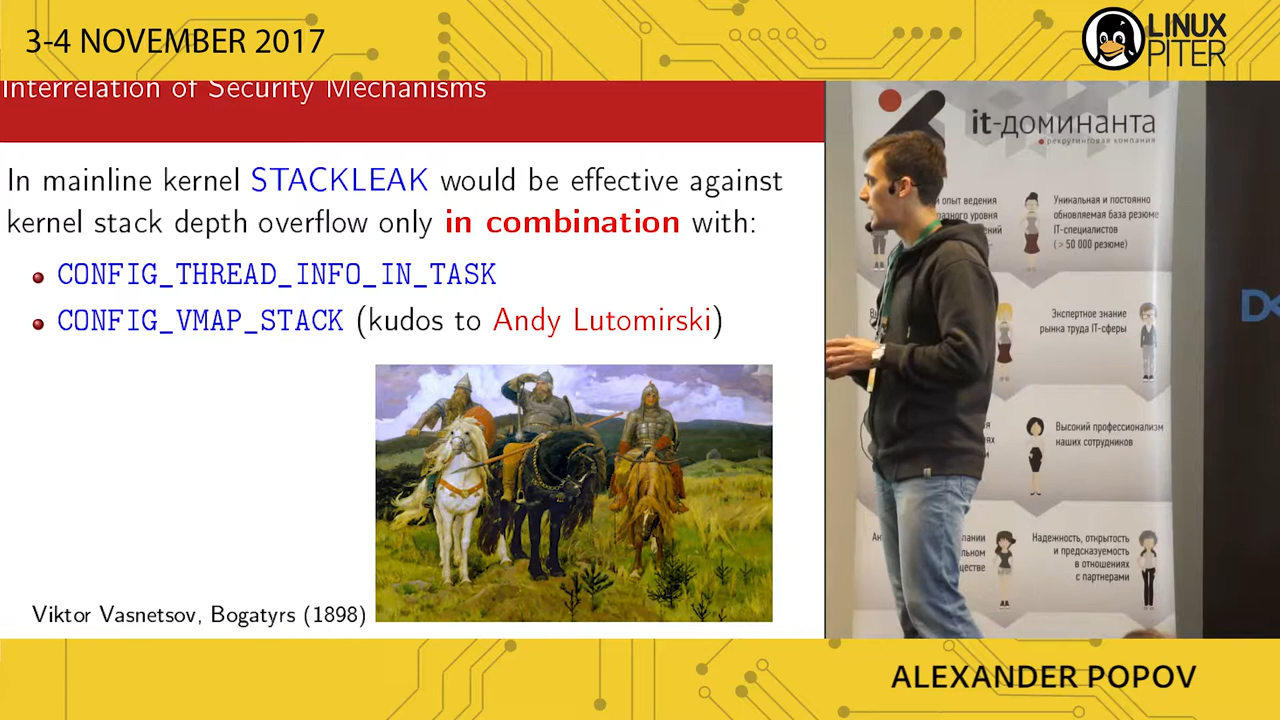 3-4 NOVEMBER 2017
LINUX
PITER
Interrelation of Security Mechanisms
In mainline kernel STACKLEAK would be effective against
kernel stack depth overflow only in combination with:
CONFIG_THREAD_INFO_IN_TASK
CONFIG_VMAP_STACK (kudos to Andy Lutomirski)
Viktor Vasnetsov, Bogatyrs (1898)
it-доминанта
рекрутинговая компания
опыт ведения
уровня
Уникальная и постоянно
обновляемая база резюме
IT-специалистов
( > 50 000 резюме)
Экспертное знание
рынка труда IT-сферы
Высокий профессионализм
наших сотрудников
Надежность, открытость
и предсказуемость
в отношениях
с партнерами
ALEXANDER POPOV